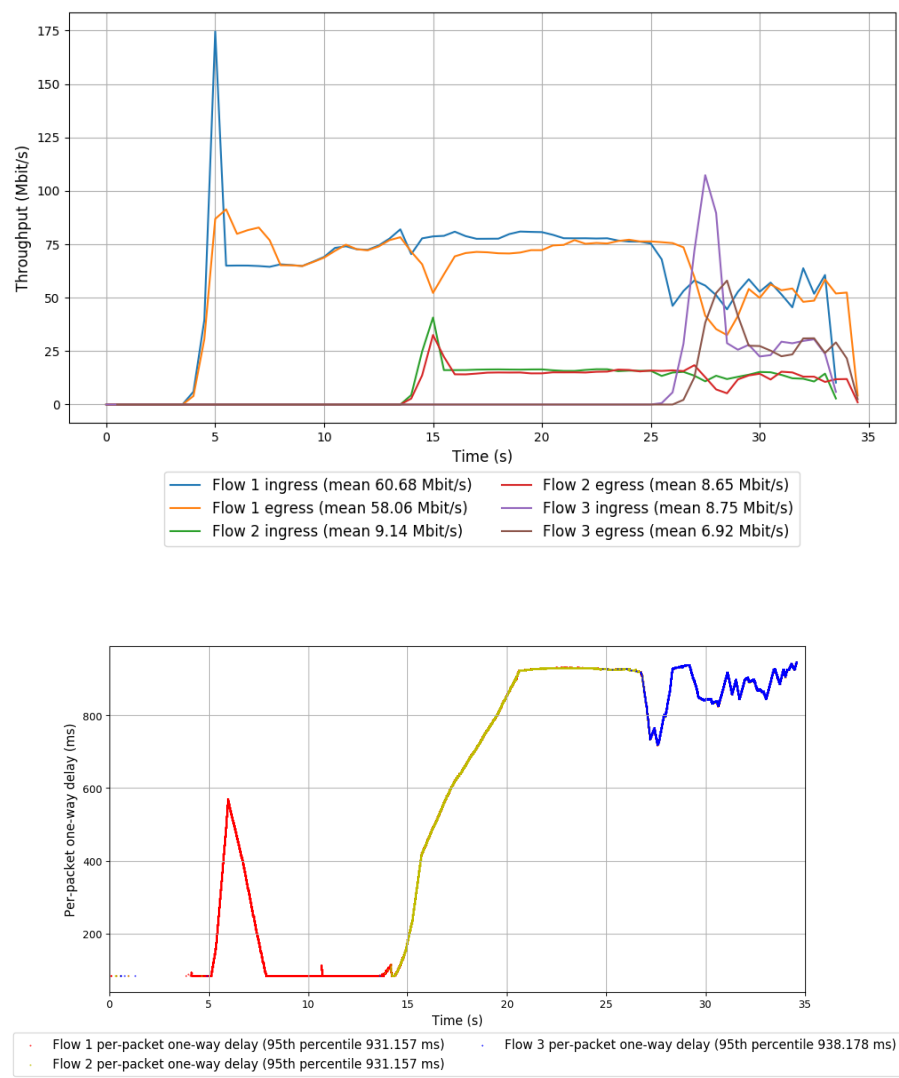 175
150
125
100
75
50
25
0
Throughput (Mbit/s)
0 5 10 15 20 25 30 35
Time (s)
Flow 1 ingress (mean 60.68 Mbit/s)
Flow 1 egress (mean 58.06 Mbit/s)
Flow 2 ingress (mean 9.14 Mbit/s)
Flow 2 egress (mean 8.65 Mbit/s)
Flow 3 ingress (mean 8.75 Mbit/s)
Flow 3 egress (mean 6.92 Mbit/s)
800
600
400
200
Per-packet one-way delay (ms)
0 5 10 15 20 25 30 35
Time (s)
Flow 1 per-packet one-way delay (95th percentile 931.157 ms)
Flow 2 per-packet one-way delay (95th percentile 931.157 ms)
Flow 3 per-packet one-way delay (95th percentile 938.178 ms)